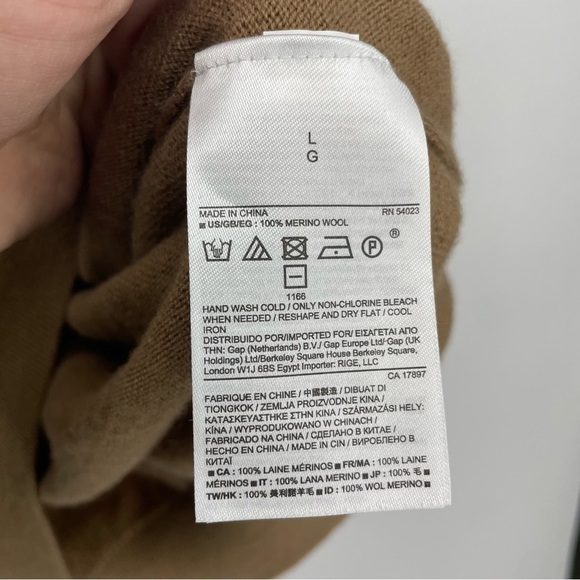 L
G
MADE IN CHINA RN 54023
■ US/GB/EG : 100% MERINO WOOL
P ®
1166
HAND WASH COLD / ONLY NON-CHLORINE BLEACH
WHEN NEEDED / RESHAPE AND DRY FLAT / COOL
IRON
DISTRIBUIDO POR/IMPORTED FOR/ ΕΙΣΑΓΕΤΑΙ ΑΠΟ
ΤΗΝ: Gap (Netherlands) B.V./ Gap Europe Ltd/Gap (UK
Holdings) Ltd/Berkeley Square House Berkeley Square,
London W1J 6BS Egypt Importer: RIGE, LLC
CA 17897
FABRIQUE EN CHINE / 中國製造 / DIBUAT DI
TIONGKOK / ZEMLJA PROIZVODNJE KINA /
ΚΑΤΑΣΚΕΥΑΣΤΗΚΕ ΣΤΗΝ ΚΙΝΑ / SZÁRMAZÁSI HELY:
KÍNA / WYPRODUKOWANO W CHINACH /
FABRICADO NA CHINA / СДЕЛАНО В КИТАЕ /
HECHO EN CHINA / MADE IN CIN / ВИРОБЛЕНО В
КИТАЇ
■ CA : 100% LAINE MÉRINOS ■ FR/MA : 100% LAINE
MÉRINOS ■ IT : 100% LANA MERINO ■ JP : 100% 毛 ■
TW/HK : 100% 美利諾羊毛 ■ ID : 100% WOL MERINO